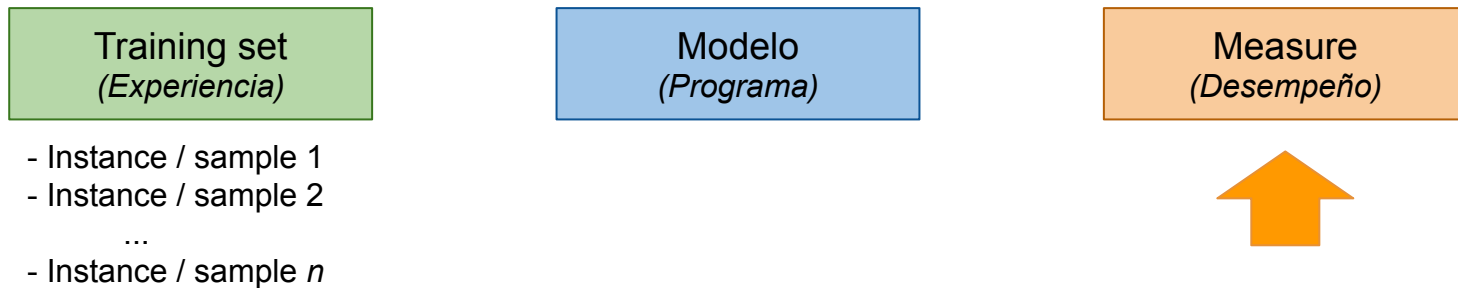 Training set
(Experiencia)
Modelo
(Programa)
Measure
(Desempeño)
- Instance / sample 1
- Instance / sample 2
...
- Instance / sample n